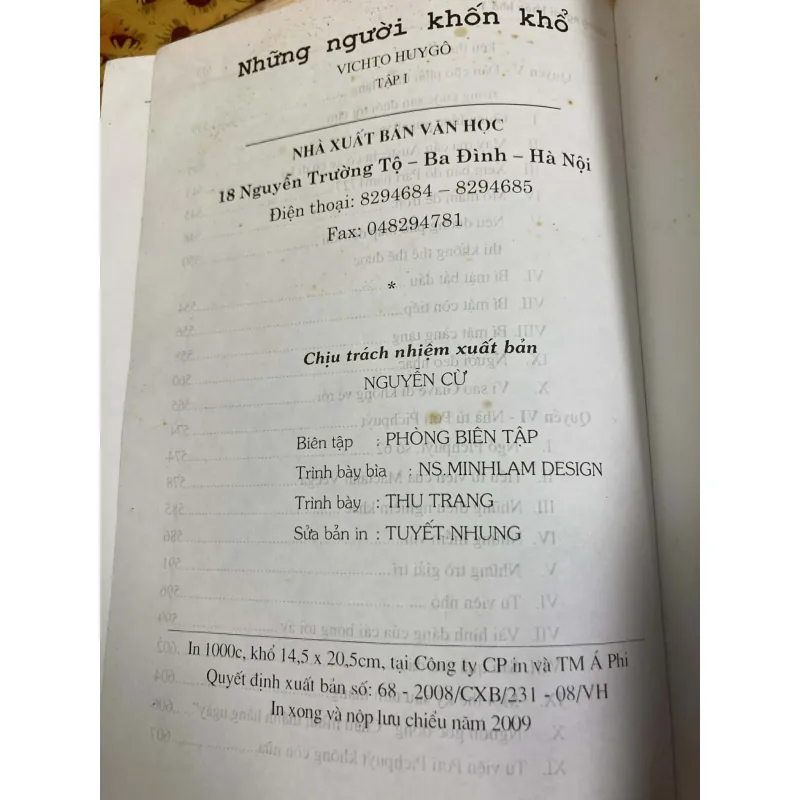 Những người khốn khổ
VICHTO HUYGÔ
TẬP I
NHÀ XUẤT BẢN VĂN HỌC
18 Nguyễn Trường Tộ – Ba Đình – Hà Nội
Điện thoại: 8294684 – 8294685
Fax: 048294781
*
Chịu trách nhiệm xuất bản
NGUYỄN CỪ
Biên tập : PHÒNG BIÊN TẬP
Trình bày bìa : NS.MINHLAM DESIGN
Trình bày : THU TRANG
Sửa bản in : TUYẾT NHUNG
In 1000c, khổ 14,5 x 20,5cm, tại Công ty CP in và TM Á Phi
Quyết định xuất bản số: 68 - 2008/CXB/231 - 08/VH
In xong và nộp lưu chiểu năm 2009